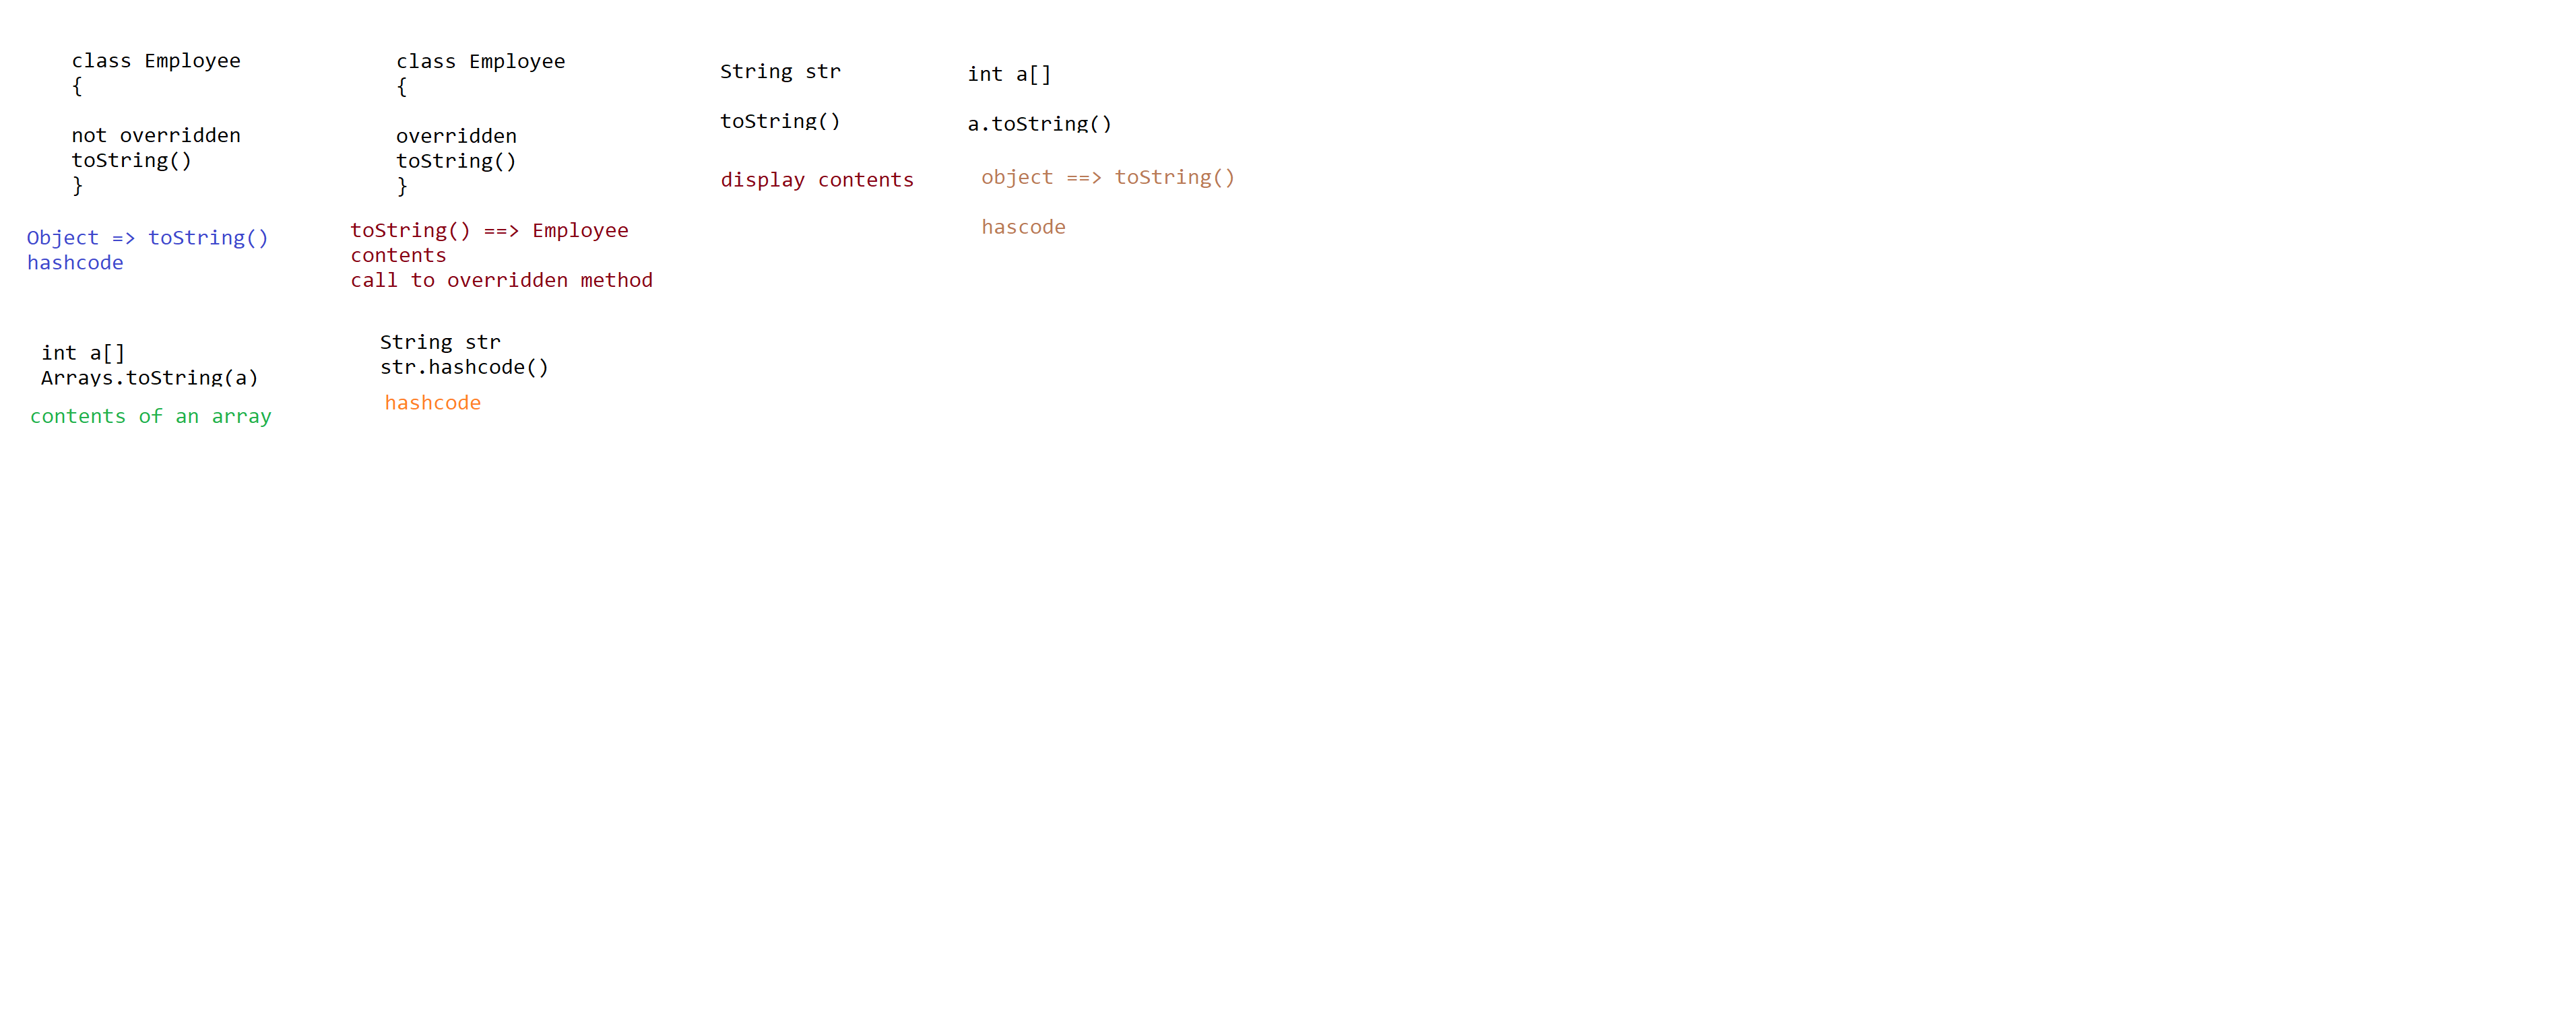 class Employee
{
not overridden
toString()
}
Object => toString()
hashcode
class Employee
{
overridden
toString()
}
toString() ==> Employee
contents
call to overridden method
String str
toString()
display contents
int a[]
a.toString()
object ==> toString()
hascode
int a[]
Arrays.toString(a)
contents of an array
String str
str.hashcode()
hashcode